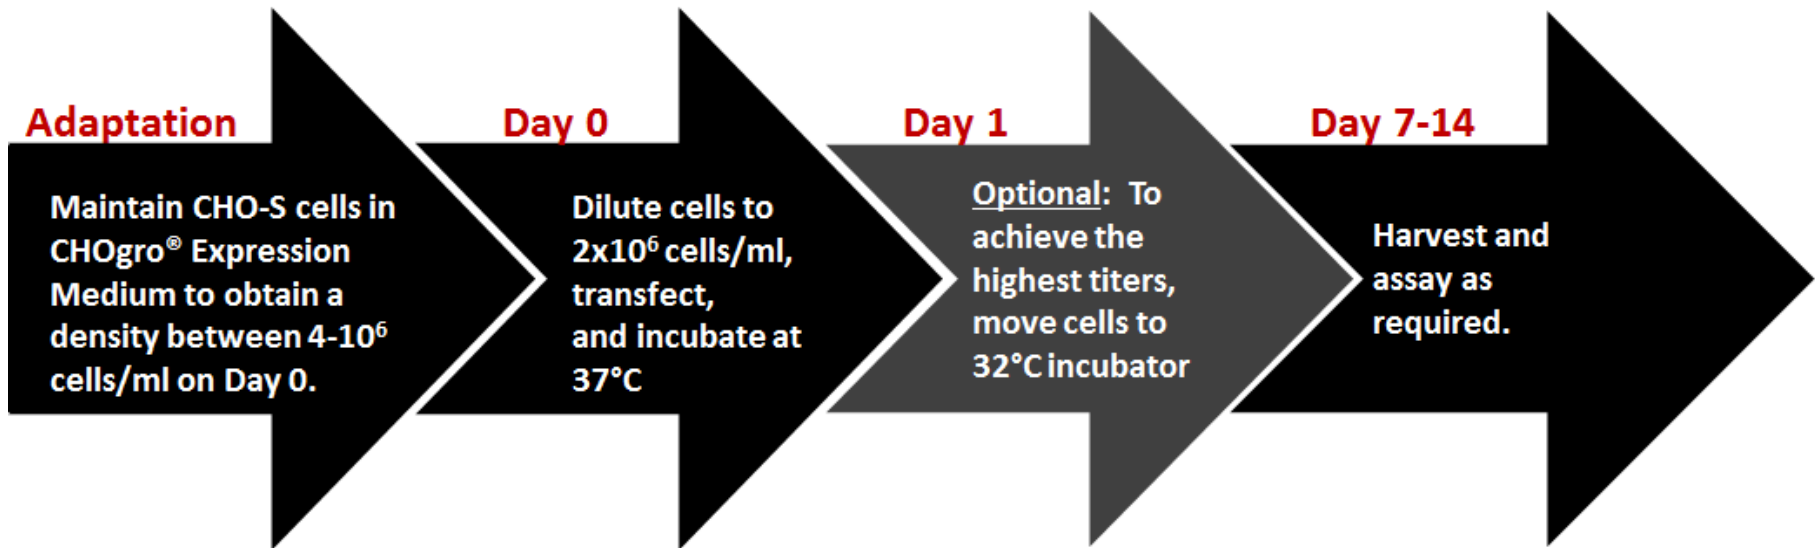 Adaptation
Maintain CHO-S cells in
CHOgro® Expression
Medium to obtain a
density between 4-10⁶
cells/ml on Day 0.
Day 0
Dilute cells to
2x10⁶ cells/ml,
transfect,
and incubate at
37°C
Day 1
Optional: To
achieve the
highest titers,
move cells to
32°C incubator
Day 7-14
Harvest and
assay as
required.